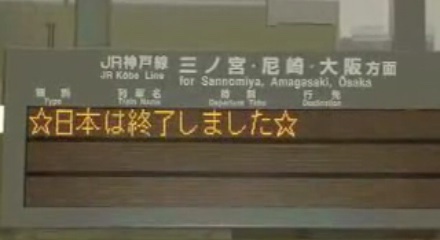 JR神戸線 三ノ宮・尼崎・大阪方面
JR Kōbe Line for Sannomiya, Amagasaki, Ōsaka
種別 列車名 時刻 行先
Type Train Name Departure Time Destination
☆日本は終了しました☆